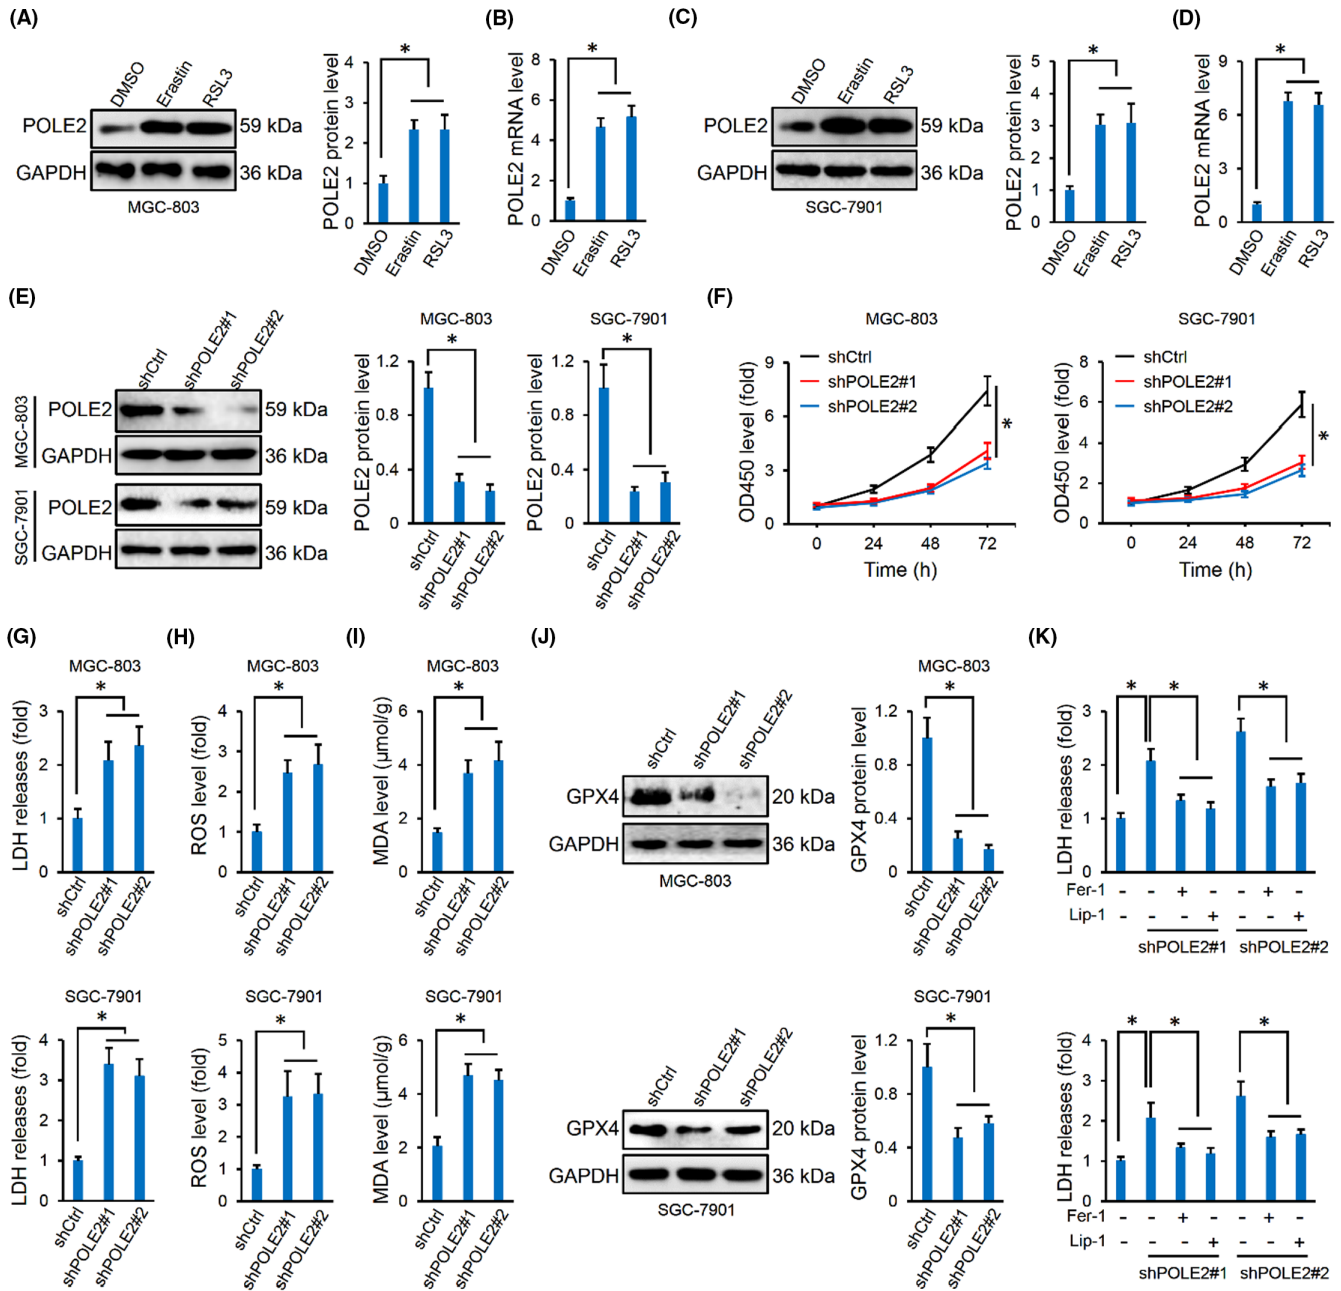 (A)
DMSO
Erastin
RSL3
POLE2
59 kDa
GAPDH
36 kDa
MGC-803
POLE2 protein level
4
3
2
1
0
*
DMSO
Erastin
RSL3
(B)
POLE2 mRNA level
8
6
4
2
0
*
DMSO
Erastin
RSL3
(C)
DMSO
Erastin
RSL3
POLE2
59 kDa
GAPDH
36 kDa
SGC-7901
POLE2 protein level
5
4
3
2
1
0
*
DMSO
Erastin
RSL3
(D)
POLE2 mRNA level
9
6
3
0
*
DMSO
Erastin
RSL3
(E)
shCtrl
shPOLE2#1
shPOLE2#2
MGC-803
POLE2
59 kDa
GAPDH
36 kDa
SGC-7901
POLE2
59 kDa
GAPDH
36 kDa
MGC-803
POLE2 protein level
1.2
0.8
0.4
0
*
shCtrl
shPOLE2#1
shPOLE2#2
SGC-7901
POLE2 protein level
1.2
0.8
0.4
0
*
shCtrl
shPOLE2#1
shPOLE2#2
(F)
MGC-803
OD450 level (fold)
9
6
3
0
shCtrl
shPOLE2#1
shPOLE2#2
*
0 24 48 72
Time (h)
SGC-7901
OD450 level (fold)
8
6
4
2
0
shCtrl
shPOLE2#1
shPOLE2#2
*
0 24 48 72
Time (h)
(G)
MGC-803
LDH releases (fold)
3
2
1
0
*
shCtrl
shPOLE2#1
shPOLE2#2
SGC-7901
LDH releases (fold)
4
3
2
1
0
*
shCtrl
shPOLE2#1
shPOLE2#2
(H)
MGC-803
ROS level (fold)
4
3
2
1
0
*
shCtrl
shPOLE2#1
shPOLE2#2
SGC-7901
ROS level (fold)
5
4
3
2
1
0
*
shCtrl
shPOLE2#1
shPOLE2#2
(I)
MGC-803
MDA level (μmol/g)
6
4
2
0
*
shCtrl
shPOLE2#1
shPOLE2#2
SGC-7901
MDA level (μmol/g)
6
4
2
0
*
shCtrl
shPOLE2#1
shPOLE2#2
(J)
shCtrl
shPOLE2#1
shPOLE2#2
GPX4
20 kDa
GAPDH
36 kDa
MGC-803
MGC-803
GPX4 protein level
1.2
0.8
0.4
0
*
shCtrl
shPOLE2#1
shPOLE2#2
shCtrl
shPOLE2#1
shPOLE2#2
GPX4
20 kDa
GAPDH
36 kDa
SGC-7901
SGC-7901
GPX4 protein level
1.2
0.8
0.4
0
*
shCtrl
shPOLE2#1
shPOLE2#2
(K)
LDH releases (fold)
3
2
1
0
* * *
Fer-1 - - + - - + -
Lip-1 - - - + - - +
shPOLE2#1 shPOLE2#2
LDH releases (fold)
4
3
2
1
0
* * *
Fer-1 - - + - - + -
Lip-1 - - - + - - +
shPOLE2#1 shPOLE2#2